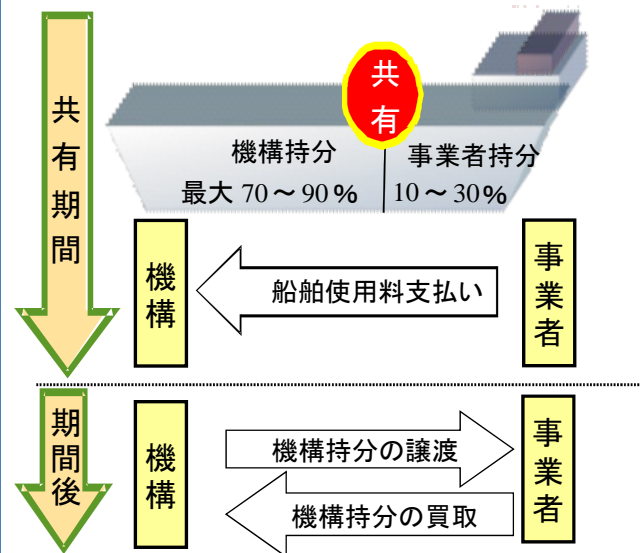 共有期間
共有
機構持分
最大 70～90%
事業者持分
10～30%
機構
船舶使用料支払い
事業者
期間後
機構
機構持分の譲渡
機構持分の買取
事業者